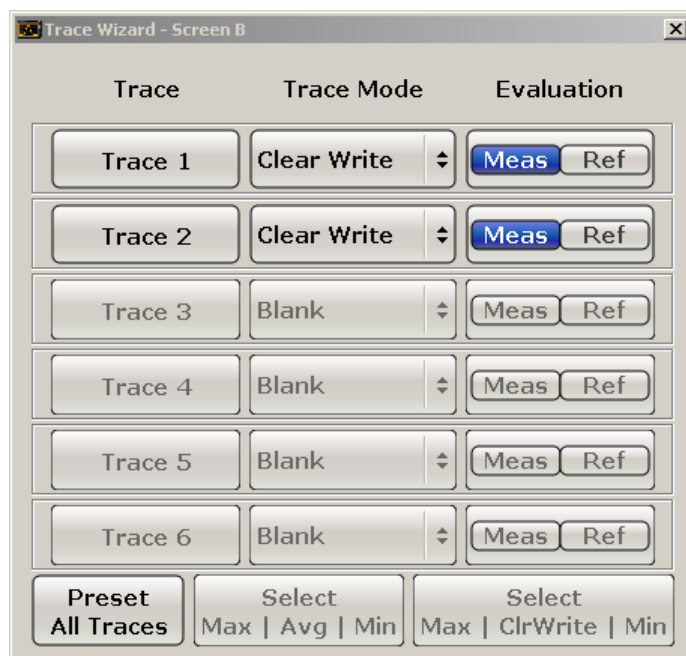 Trace Wizard - Screen B
Trace Trace Mode Evaluation
Trace 1 Clear Write Meas Ref
Trace 2 Clear Write Meas Ref
Trace 3 Blank Meas Ref
Trace 4 Blank Meas Ref
Trace 5 Blank Meas Ref
Trace 6 Blank Meas Ref
Preset Select Select
All Traces Max | Avg | Min Max | ClrWrite | Min